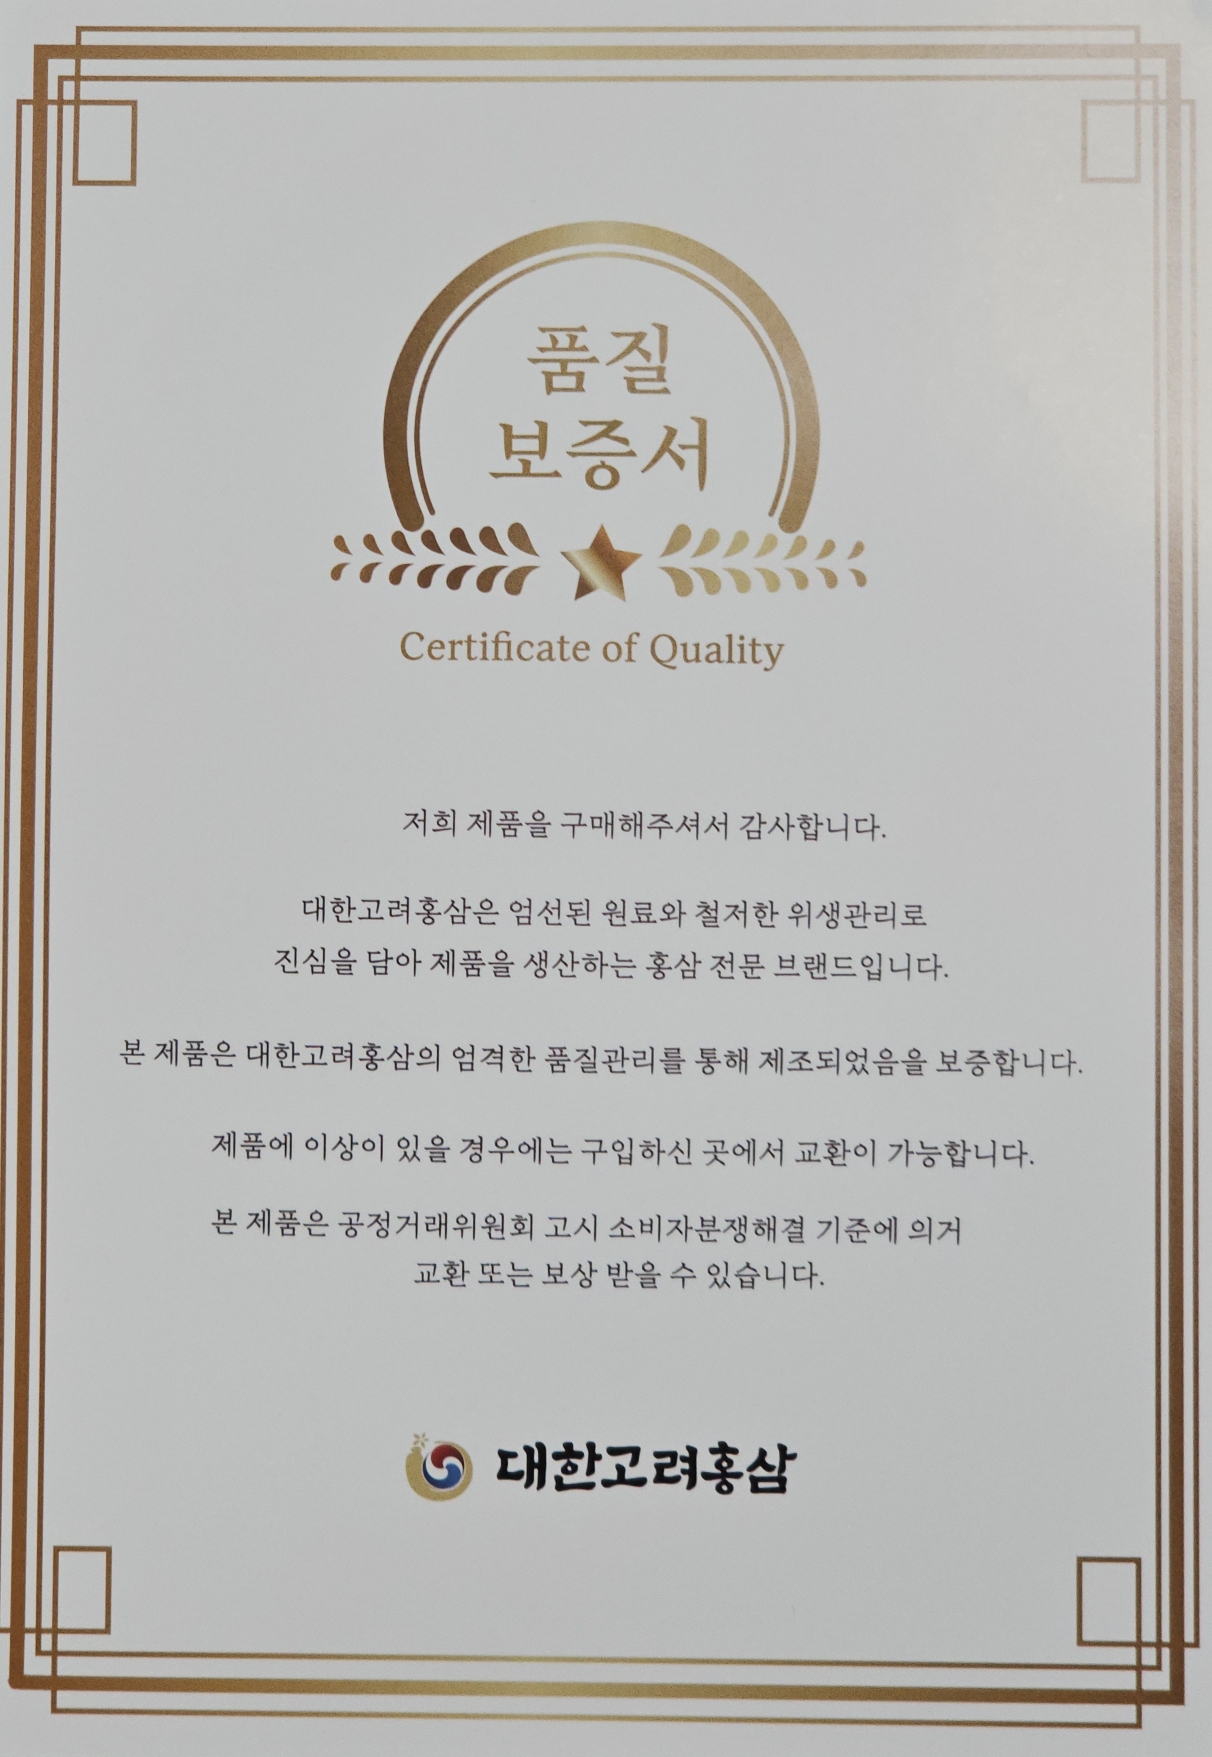 품질
보증서
Certificate of Quality
저희 제품을 구매해주셔서 감사합니다.
대한고려홍삼은 엄선된 원료와 철저한 위생관리로
진심을 담아 제품을 생산하는 홍삼 전문 브랜드입니다.
본 제품은 대한고려홍삼의 엄격한 품질관리를 통해 제조되었음을 보증합니다.
제품에 이상이 있을 경우에는 구입하신 곳에서 교환이 가능합니다.
본 제품은 공정거래위원회 고시 소비자분쟁해결 기준에 의거
교환 또는 보상 받을 수 있습니다.
대한고려홍삼